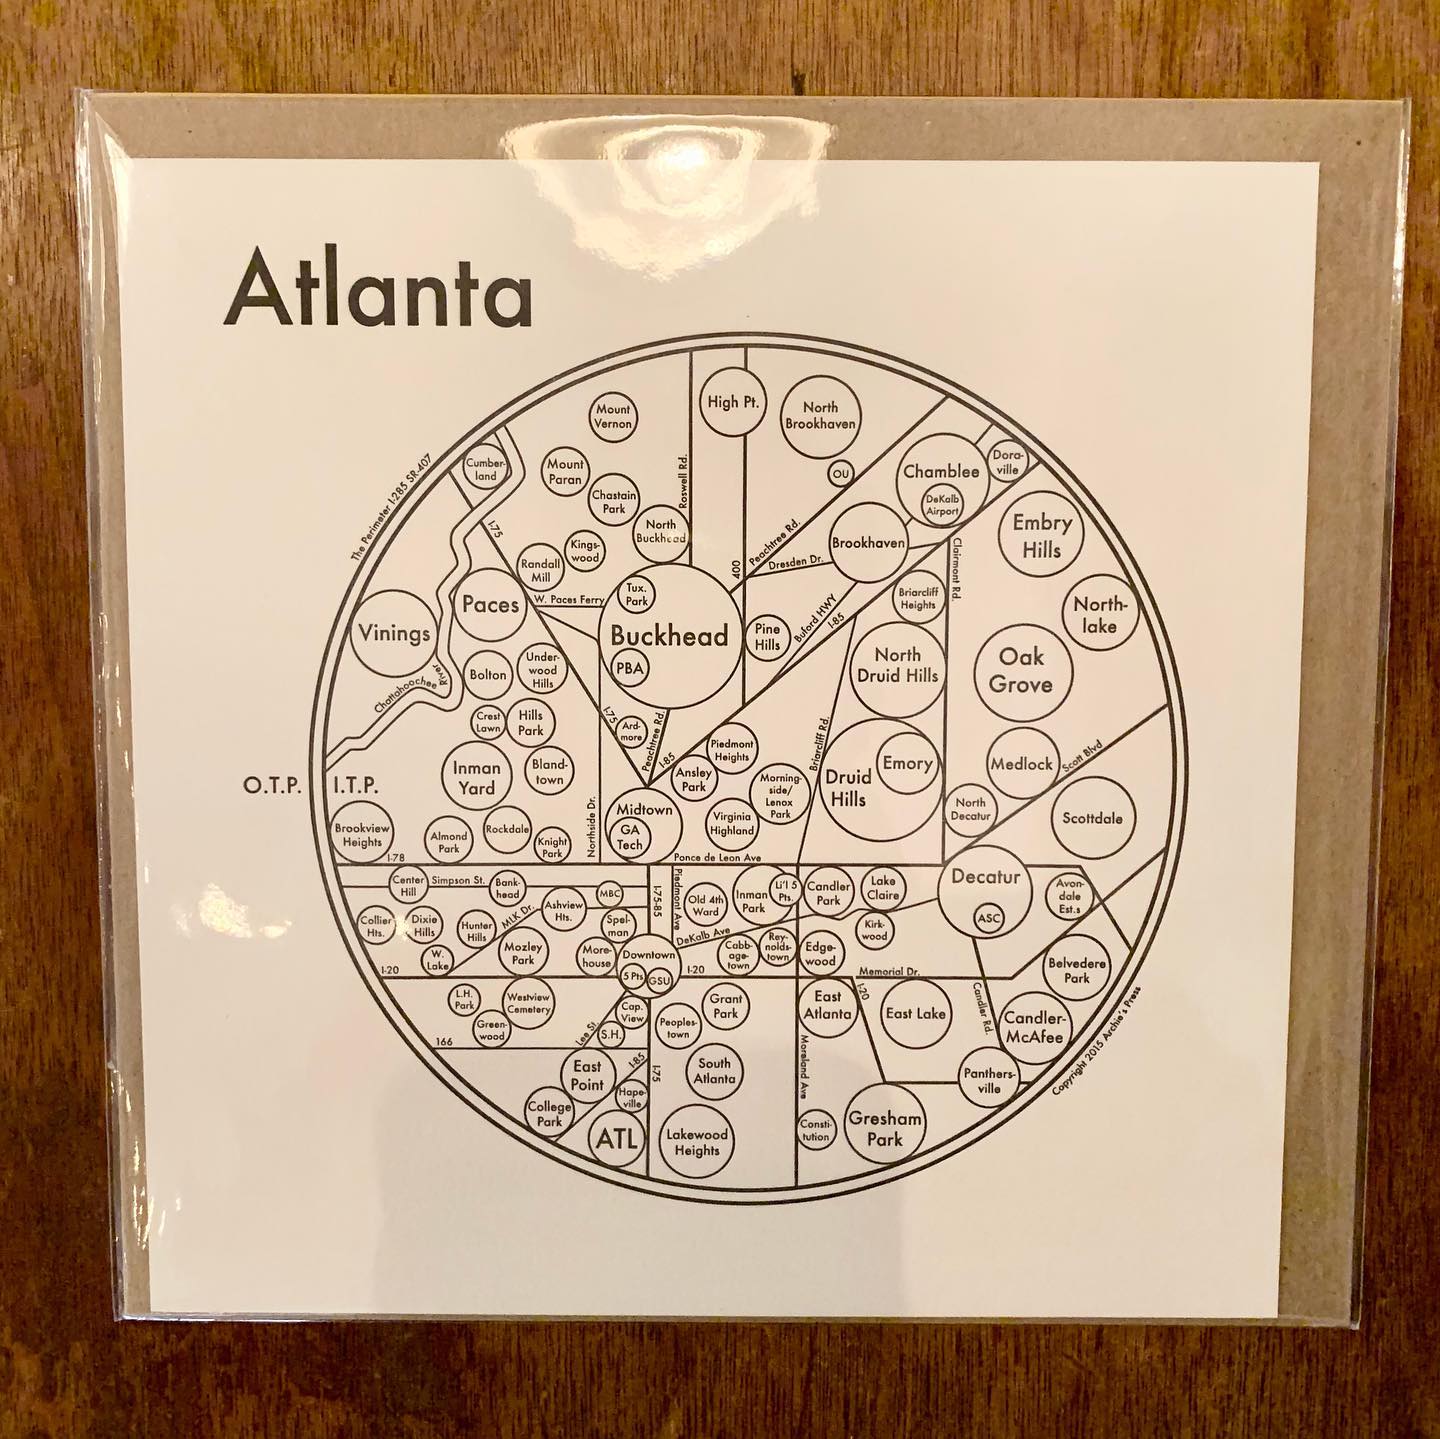 Atlanta
The Perimeter I-285 SR-407
O.T.P.
I.T.P.
High Pt.
Mount
Vernon
North
Brookhaven
OU
Cumber-
land
Mount
Paran
Chastain
Park
Roswell Rd.
North
Buckhead
Chamblee
DeKalb
Airport
Dora-
ville
Embry
Hills
I-75
Kings-
wood
Randall
Mill
400
Peachtree Rd.
Dresden Dr.
Brookhaven
Clairmont Rd.
Paces
W. Paces Ferry
Tux.
Park
Buckhead
PBA
Pine
Hills
Buford HWY
I-85
Briarcliff
Heights
North-
lake
Vinings
Chattahoochee
River
Bolton
Under-
wood
Hills
North
Druid Hills
Oak
Grove
Crest
Lawn
Hills
Park
I-75
Ard-
more
Peachtree Rd.
I-85
Piedmont
Heights
Briarcliff Rd.
Inman
Yard
Bland-
town
Ansley
Park
Morning-
side/
Lenox
Park
Druid
Hills
Emory
Medlock
Scott Blvd
Brookview
Heights
Almond
Park
Rockdale
Knight
Park
Northside Dr.
Midtown
GA
Tech
Virginia
Highland
North
Decatur
Scottdale
I-78
Ponce de Leon Ave
Center
Hill
Simpson St.
Bank-
head
MBC
I-75-85
Piedmont Ave
Old 4th
Ward
Inman
Park
Li'l 5
Pts.
Candler
Park
Lake
Claire
Decatur
ASC
Avon-
dale
Est.s
Collier
Hts.
Dixie
Hills
Hunter
Hills
MLK Dr.
Ashview
Hts.
Spel-
man
DeKalb Ave
Kirk-
wood
W.
Lake
Mozley
Park
More-
house
Downtown
5 Pts
GSU
Cabb-
age-
town
Rey-
nolds-
town
Edge-
wood
Belvedere
Park
I-20
I-20
Memorial Dr.
L.H.
Park
Westview
Cemetery
Green-
wood
Lee St.
Cap.
View
S.H.
Peoples-
town
Grant
Park
East
Atlanta
I-20
East Lake
Candler Rd.
Candler-
McAfee
166
East
Point
I-85
I-75
South
Atlanta
Moreland Ave
Panthers-
ville
College
Park
Hape-
ville
ATL
Lakewood
Heights
Consti-
tution
Gresham
Park
Copyright 2015 Archie's Press